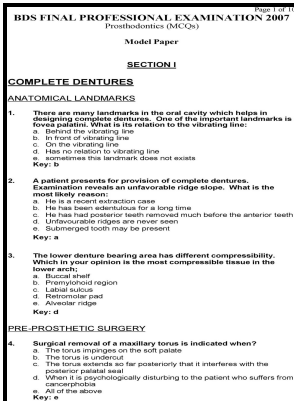 Page 1 of 10
BDS FINAL PROFESSIONAL EXAMINATION 2007
Prosthodontics (MCQs)
Model Paper
SECTION I
COMPLETE DENTURES
ANATOMICAL LANDMARKS
1. There are many landmarks in the oral cavity which helps in
designing complete dentures. One of the important landmarks is
fovea palatini. What is its relation to the vibrating line:
a. Behind the vibrating line
b. In front of vibrating line
c. On the vibrating line
d. Has no relation to vibrating line
e. sometimes this landmark does not exists
Key: b
2. A patient presents for provision of complete dentures.
Examination reveals an unfavorable ridge slope. What is the
most likely reason:
a. He is a recent extraction case
b. He has been edentulous for a long time
c. He has had posterior teeth removed much before the anterior teeth
d. Unfavourable ridges are never seen
e. Submerged tooth may be present
Key: a
3. The lower denture bearing area has different compressibility.
Which in your opinion is the most compressible tissue in the
lower arch;
a. Buccal shelf
b. Premylohoid region
c. Labial sulcus
d. Retromolar pad
e. Alveolar ridge
Key: d
PRE-PROSTHETIC SURGERY
4. Surgical removal of a maxillary torus is indicated when?
a. The torus impinges on the soft palate
b. The torus is undercut
c. The torus extends so far posteriorly that it interferes with the
posterior palatal seal
d. When it is psychologically disturbing to the patient who suffers from
cancerphobia
e. All of the above
Key: e